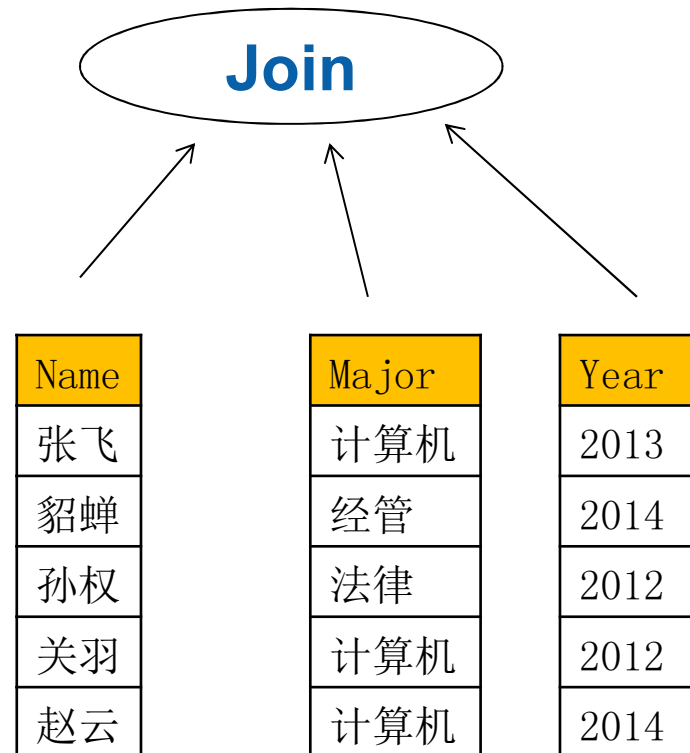 Join
Name Major Year
张飞 计算机 2013
貂蝉 经管 2014
孙权 法律 2012
关羽 计算机 2012
赵云 计算机 2014